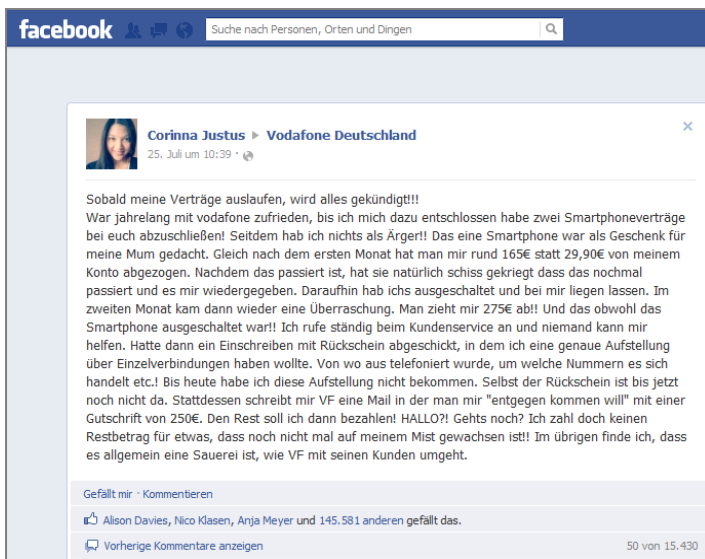 facebook Suche nach Personen, Orten und Dingen
Corinna Justus ▶ Vodafone Deutschland
25. Juli um 10:39 ·
Sobald meine Verträge auslaufen, wird alles gekündigt!!!
War jahrelang mit vodafone zufrieden, bis ich mich dazu entschlossen habe zwei Smartphoneverträge
bei euch abzuschließen! Seitdem hab ich nichts als Ärger!! Das eine Smartphone war als Geschenk für
meine Mum gedacht. Gleich nach dem ersten Monat hat man mir rund 165€ statt 29,90€ von meinem
Konto abgezogen. Nachdem das passiert ist, hat sie natürlich schiss gekriegt dass das nochmal
passiert und es mir wiedergegeben. Daraufhin hab ichs ausgeschaltet und bei mir liegen lassen. Im
zweiten Monat kam dann wieder eine Überraschung. Man zieht mir 275€ ab!! Und das obwohl das
Smartphone ausgeschaltet war!! Ich rufe ständig beim Kundenservice an und niemand kann mir
helfen. Hatte dann ein Einschreiben mit Rückschein abgeschickt, in dem ich eine genaue Aufstellung
über Einzelverbindungen haben wollte. Von wo aus telefoniert wurde, um welche Nummern es sich
handelt etc.! Bis heute habe ich diese Aufstellung nicht bekommen. Selbst der Rückschein ist bis jetzt
noch nicht da. Stattdessen schreibt mir VF eine Mail in der man mir "entgegen kommen will" mit einer
Gutschrift von 250€. Den Rest soll ich dann bezahlen! HALLO?! Gehts noch? Ich zahl doch keinen
Restbetrag für etwas, dass noch nicht mal auf meinem Mist gewachsen ist!! Im übrigen finde ich, dass
es allgemein eine Sauerei ist, wie VF mit seinen Kunden umgeht.
Gefällt mir · Kommentieren
Alison Davies, Nico Klasen, Anja Meyer und 145.581 anderen gefällt das.
Vorherige Kommentare anzeigen 50 von 15.430